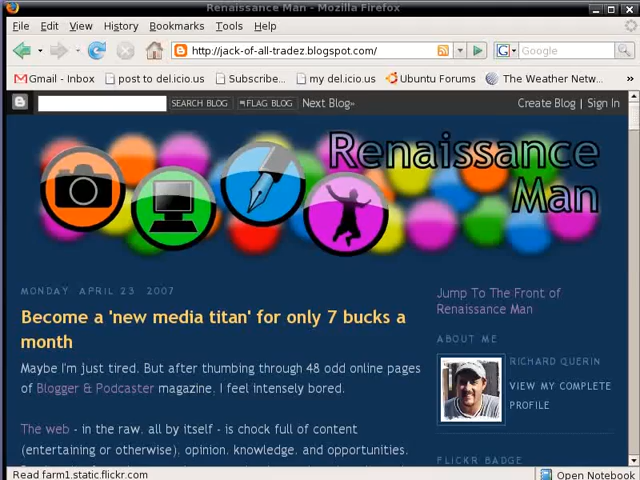 Renaissance Man - Mozilla Firefox
File Edit View History Bookmarks Tools Help
http://jack-of-all-tradez.blogspot.com/ Google
Gmail - Inbox post to del.icio.us Subscribe... my del.icio.us Ubuntu Forums The Weather Netw...
SEARCH BLOG FLAG BLOG Next Blog» Create Blog | Sign In
Renaissance
Man
MONDAY, APRIL 23, 2007
Become a 'new media titan' for only 7 bucks a
month
Maybe I'm just tired. But after thumbing through 48 odd online pages
of Blogger & Podcaster magazine, I feel intensely bored.
The web - in the raw, all by itself - is chock full of content
(entertaining or otherwise), opinion, knowledge, and opportunities.
Jump To The Front of
Renaissance Man
ABOUT ME
RICHARD QUERIN
VIEW MY COMPLETE
PROFILE
FLICKR BADGE
Read farm1.static.flickr.com Open Notebook